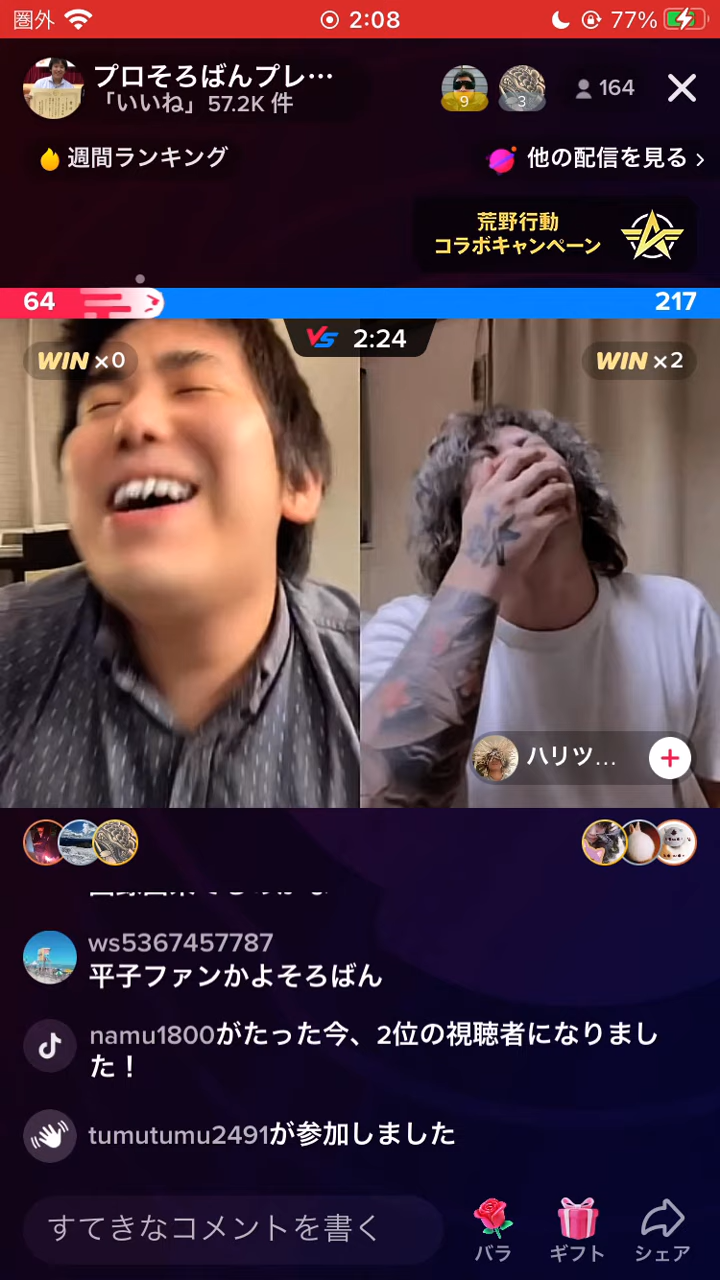 圏外
2:08
77%
プロそろばんプレ…
「いいね」57.2K 件
9
3
164
週間ランキング
他の配信を見る
荒野行動
コラボキャンペーン
64
217
VS 2:24
WIN ×0
WIN ×2
ハリツ…
ws5367457787
平子ファンかよそろばん
namu1800がたった今、2位の視聴者になりまし
た！
tumutumu2491が参加しました
すてきなコメントを書く
バラ
ギフト
シェア